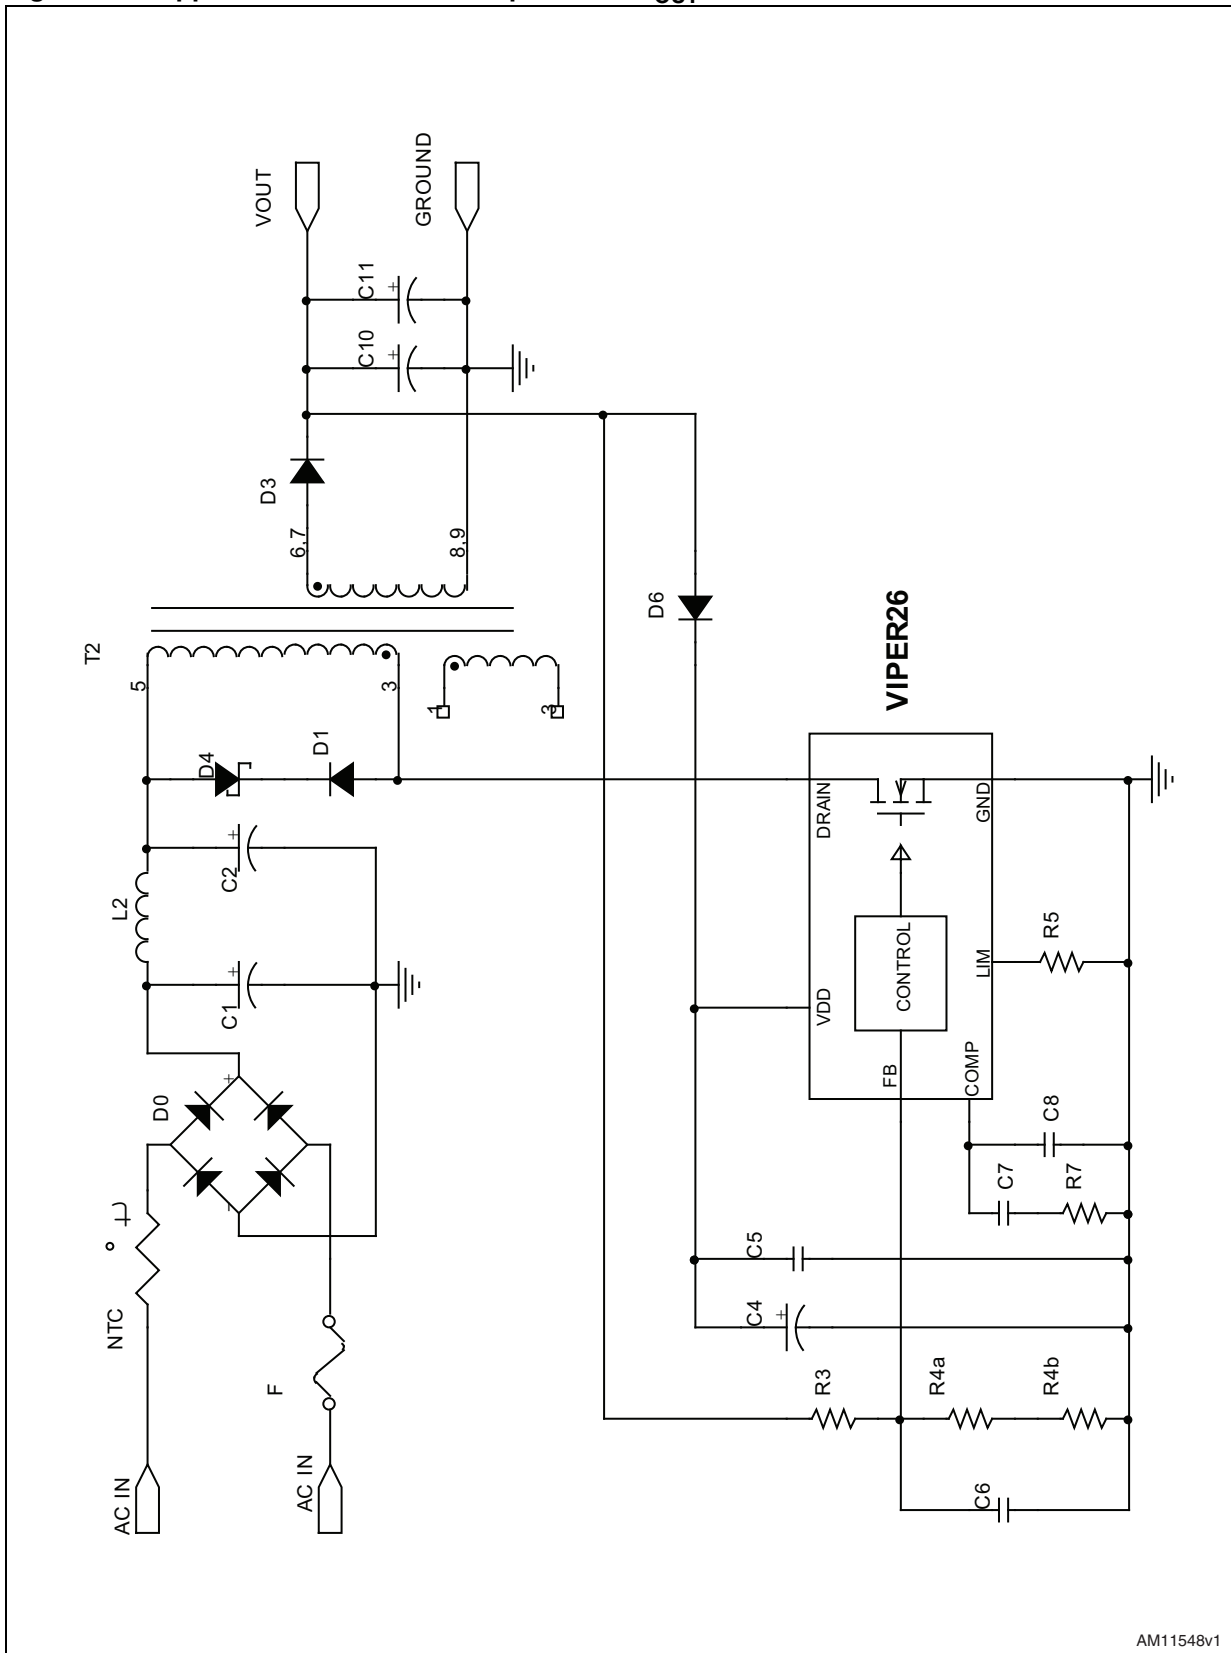 AC IN
NTC
D0
C1
L2
C2
D4
D1
5
3
T2
6,7
8,9
D3
C10
C11
VOUT
GROUND
AC IN
F
1
3
D6
VIPER26
DRAIN
GND
CONTROL
VDD
LIM
FB
COMP
R5
C8
C7
R7
C5
C4
R3
R4a
R4b
C6
+
-
+
+
+
+
+
AM11548v1